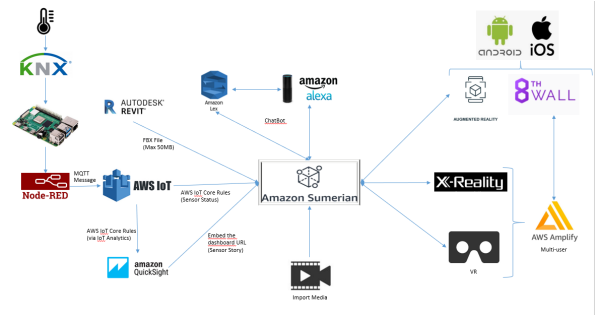 KNX
MQTT
Message
Node-RED
AUTODESK
REVIT
FBX File
(Max 50MB)
AWS IoT
AWS IoT Core Rules
(Sensor Status)
AWS IoT Core Rules
(via IoT Analytics)
amazon
QuickSight
Embed the
dashboard URL
(Sensor Story)
Amazon
Lex
amazon
alexa
ChatBot
Amazon Sumerian
Import Media
ANDROID
iOS
AUGMENTED REALITY
8TH
WALL
X-Reality
VR
AWS Amplify
Multi-user